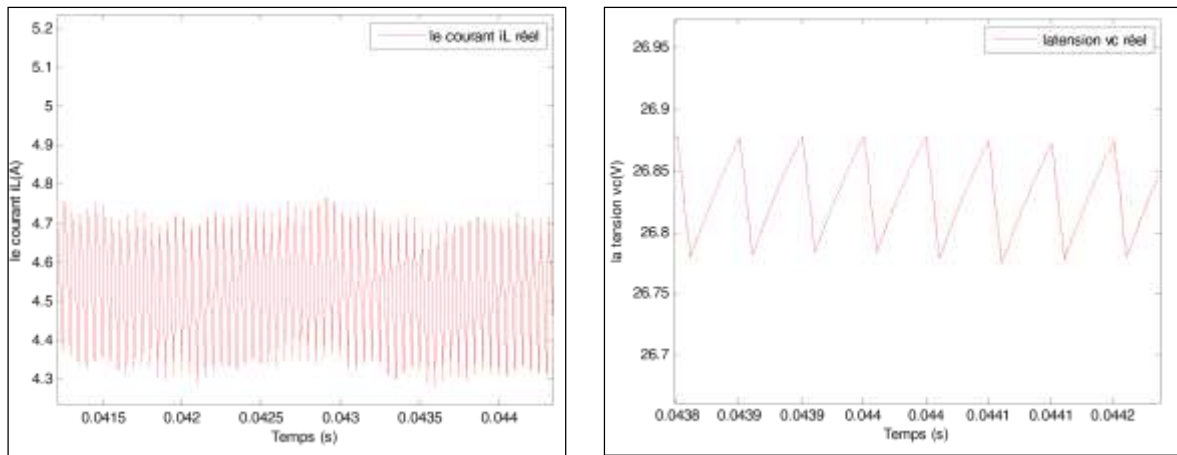 5.2
le courant iL réel
5.1
5
4.9
4.8
4.7
4.6
4.5
4.4
4.3
le courant iL(A)
0.0415 0.042 0.0425 0.043 0.0435 0.044
Temps (s)
26.95
latension vc réel
26.9
26.85
26.8
26.75
26.7
la tension vc(V)
0.0438 0.0439 0.0439 0.044 0.044 0.0441 0.0441 0.0442
Temps (s)